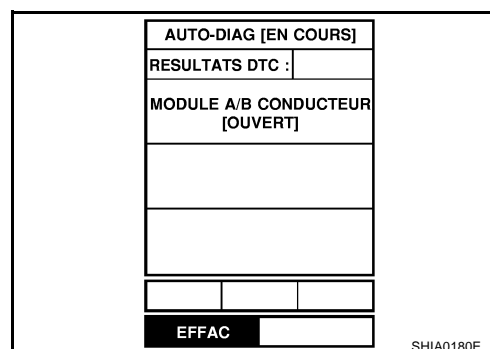 AUTO-DIAG [EN COURS]
RESULTATS DTC :
MODULE A/B CONDUCTEUR
[OUVERT]
EFFAC
SHIA0180E